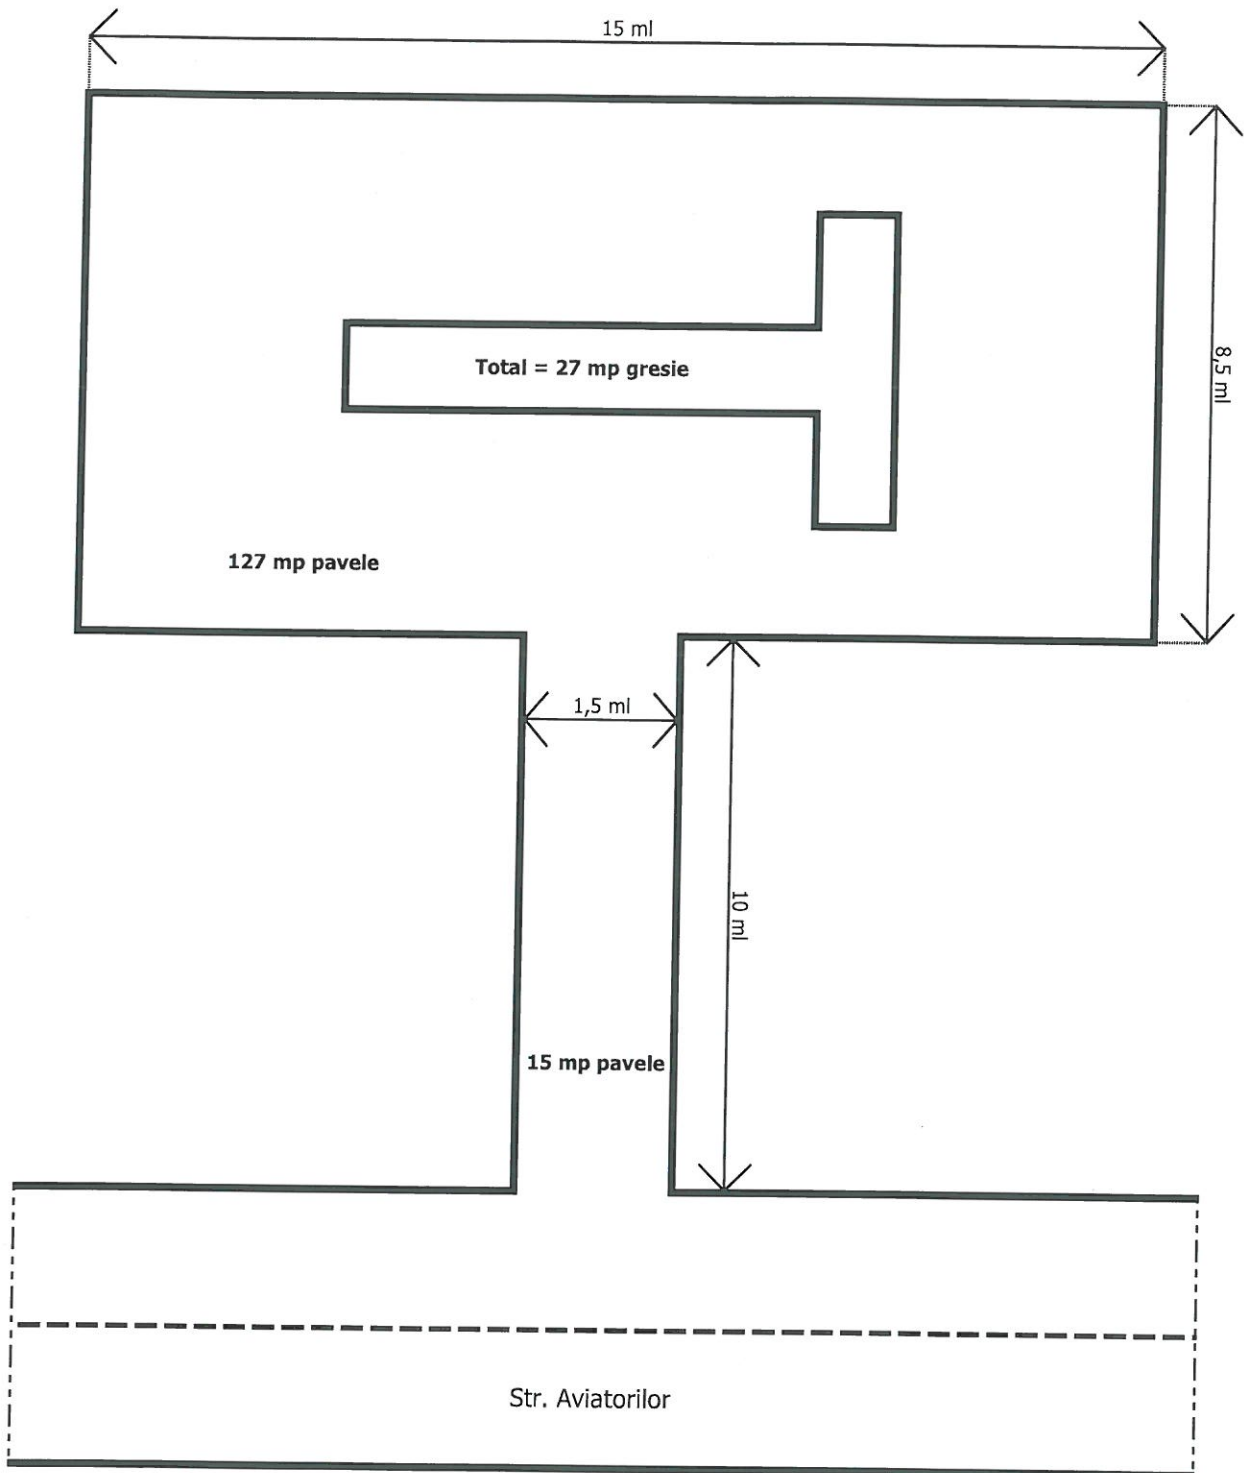 15 ml
8,5 ml
Total = 27 mp gresie
127 mp pavele
1,5 ml
10 ml
15 mp pavele
Str. Aviatorilor